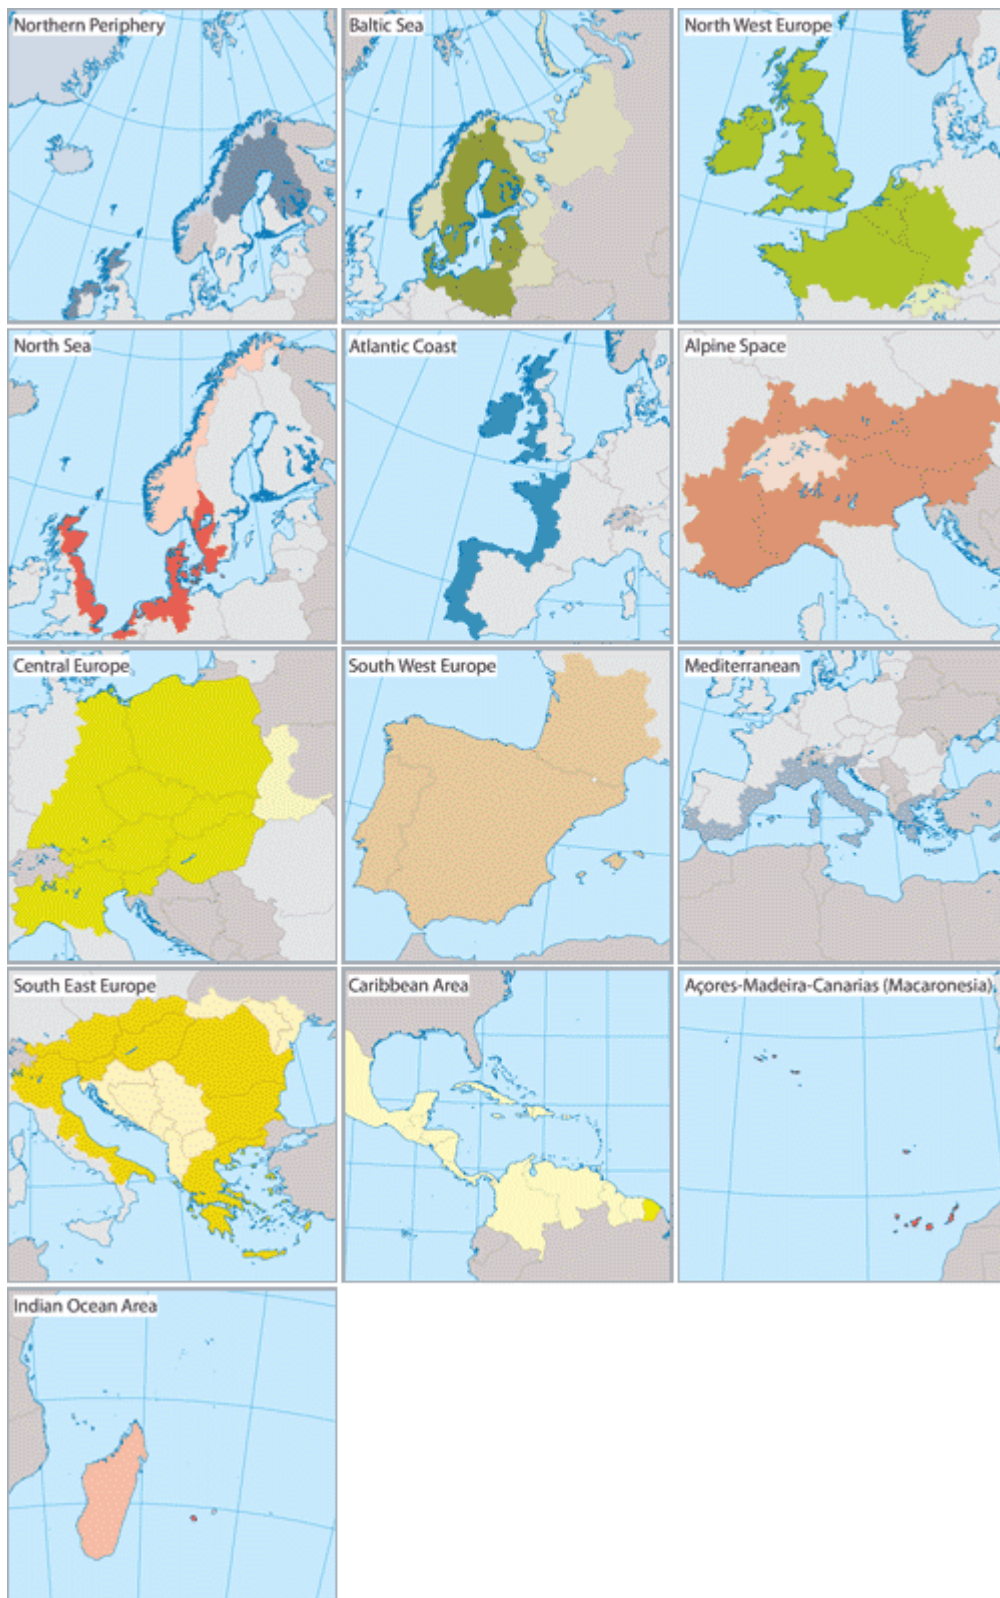 Northern Periphery
Baltic Sea
North West Europe
North Sea
Atlantic Coast
Alpine Space
Central Europe
South West Europe
Mediterranean
South East Europe
Caribbean Area
Açores-Madeira-Canarias (Macaronesia)
Indian Ocean Area